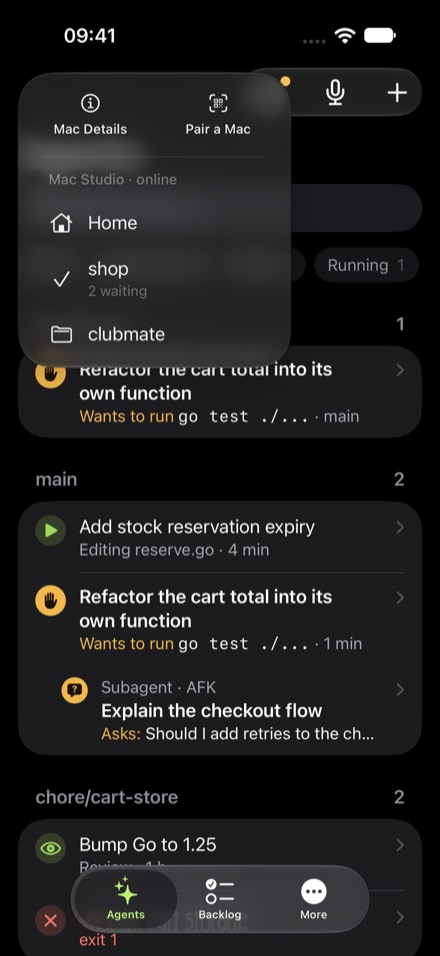 09:41
Mac Details
Pair a Mac
Mac Studio · online
Home
shop
2 waiting
clubmate
Running 1
1
Refactor the cart total into its
own function
Wants to run go test ./... · main
main 2
Add stock reservation expiry
Editing reserve.go · 4 min
Refactor the cart total into its
own function
Wants to run go test ./... · 1 min
Subagent · AFK
Explain the checkout flow
Asks: Should I add retries to the ch...
chore/cart-store 2
Bump Go to 1.25
Review · 1 h
exit 1
Agents
Backlog
More